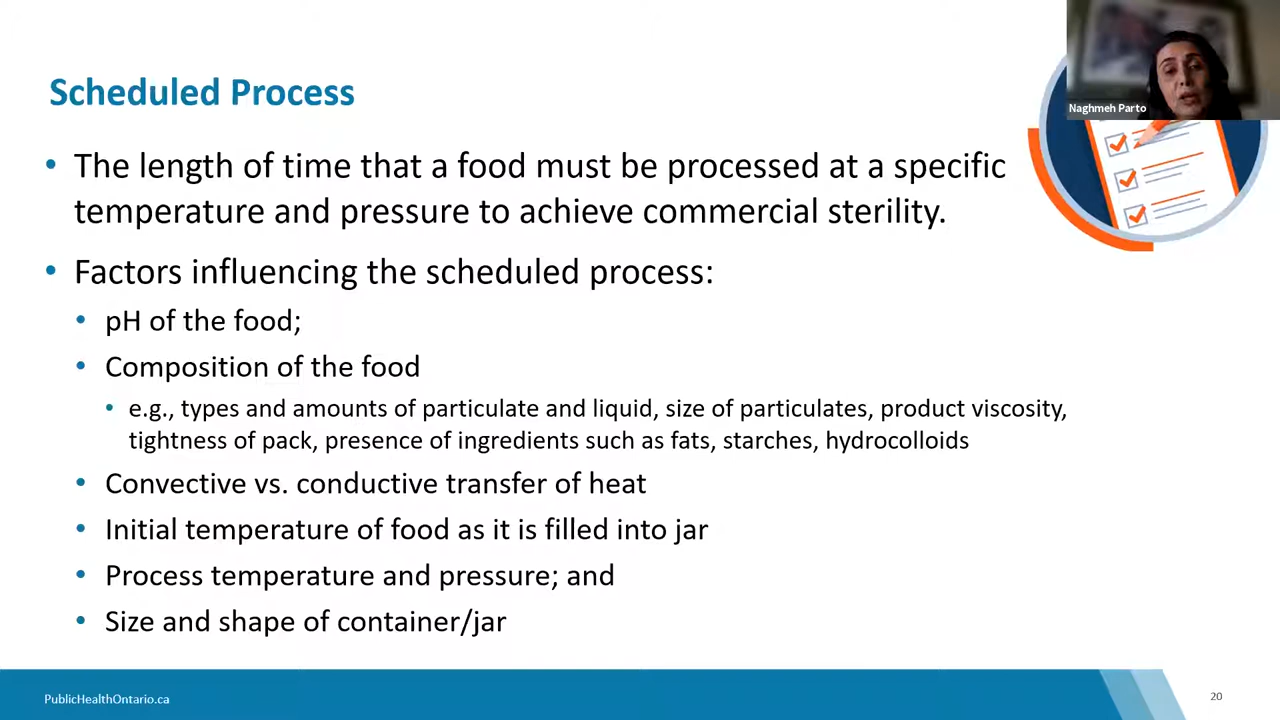 Scheduled Process
Naghmeh Parto
• The length of time that a food must be processed at a specific
temperature and pressure to achieve commercial sterility.
• Factors influencing the scheduled process:
• pH of the food;
• Composition of the food
• e.g., types and amounts of particulate and liquid, size of particulates, product viscosity,
tightness of pack, presence of ingredients such as fats, starches, hydrocolloids
• Convective vs. conductive transfer of heat
• Initial temperature of food as it is filled into jar
• Process temperature and pressure; and
• Size and shape of container/jar
PublicHealthOntario.ca
20